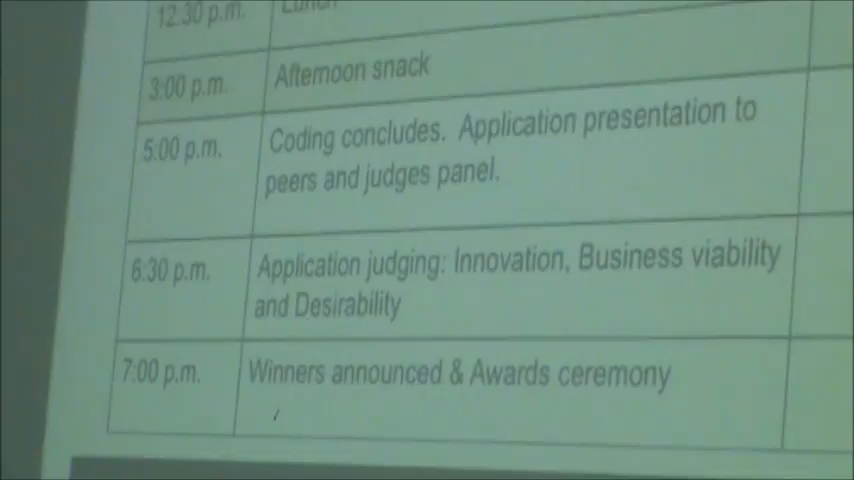 12.30 p.m. Lunch
3:00 p.m. Afternoon snack
5:00 p.m. Coding concludes. Application presentation to
peers and judges panel.
6:30 p.m. Application judging: Innovation, Business viability
and Desirability
7:00 p.m. Winners announced & Awards ceremony